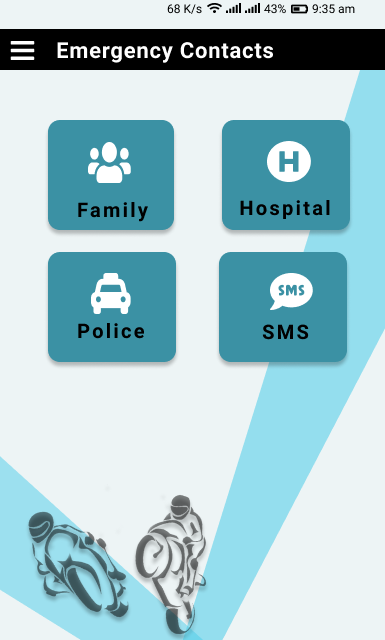 68 K/s 43% 9:35 am
Emergency Contacts
H
Family
Hospital
SMS
Police
SMS